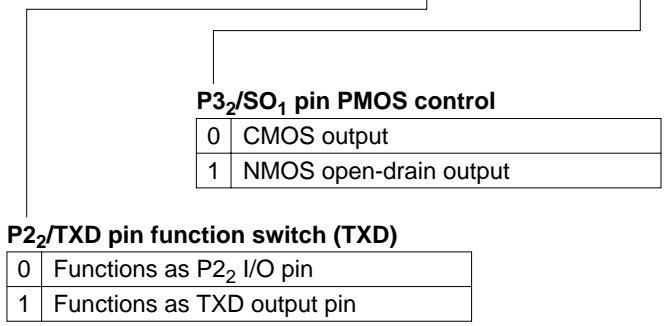 P3₂/SO₁ pin PMOS control
0 CMOS output
1 NMOS open-drain output
P2₂/TXD pin function switch (TXD)
0 Functions as P2₂ I/O pin
1 Functions as TXD output pin